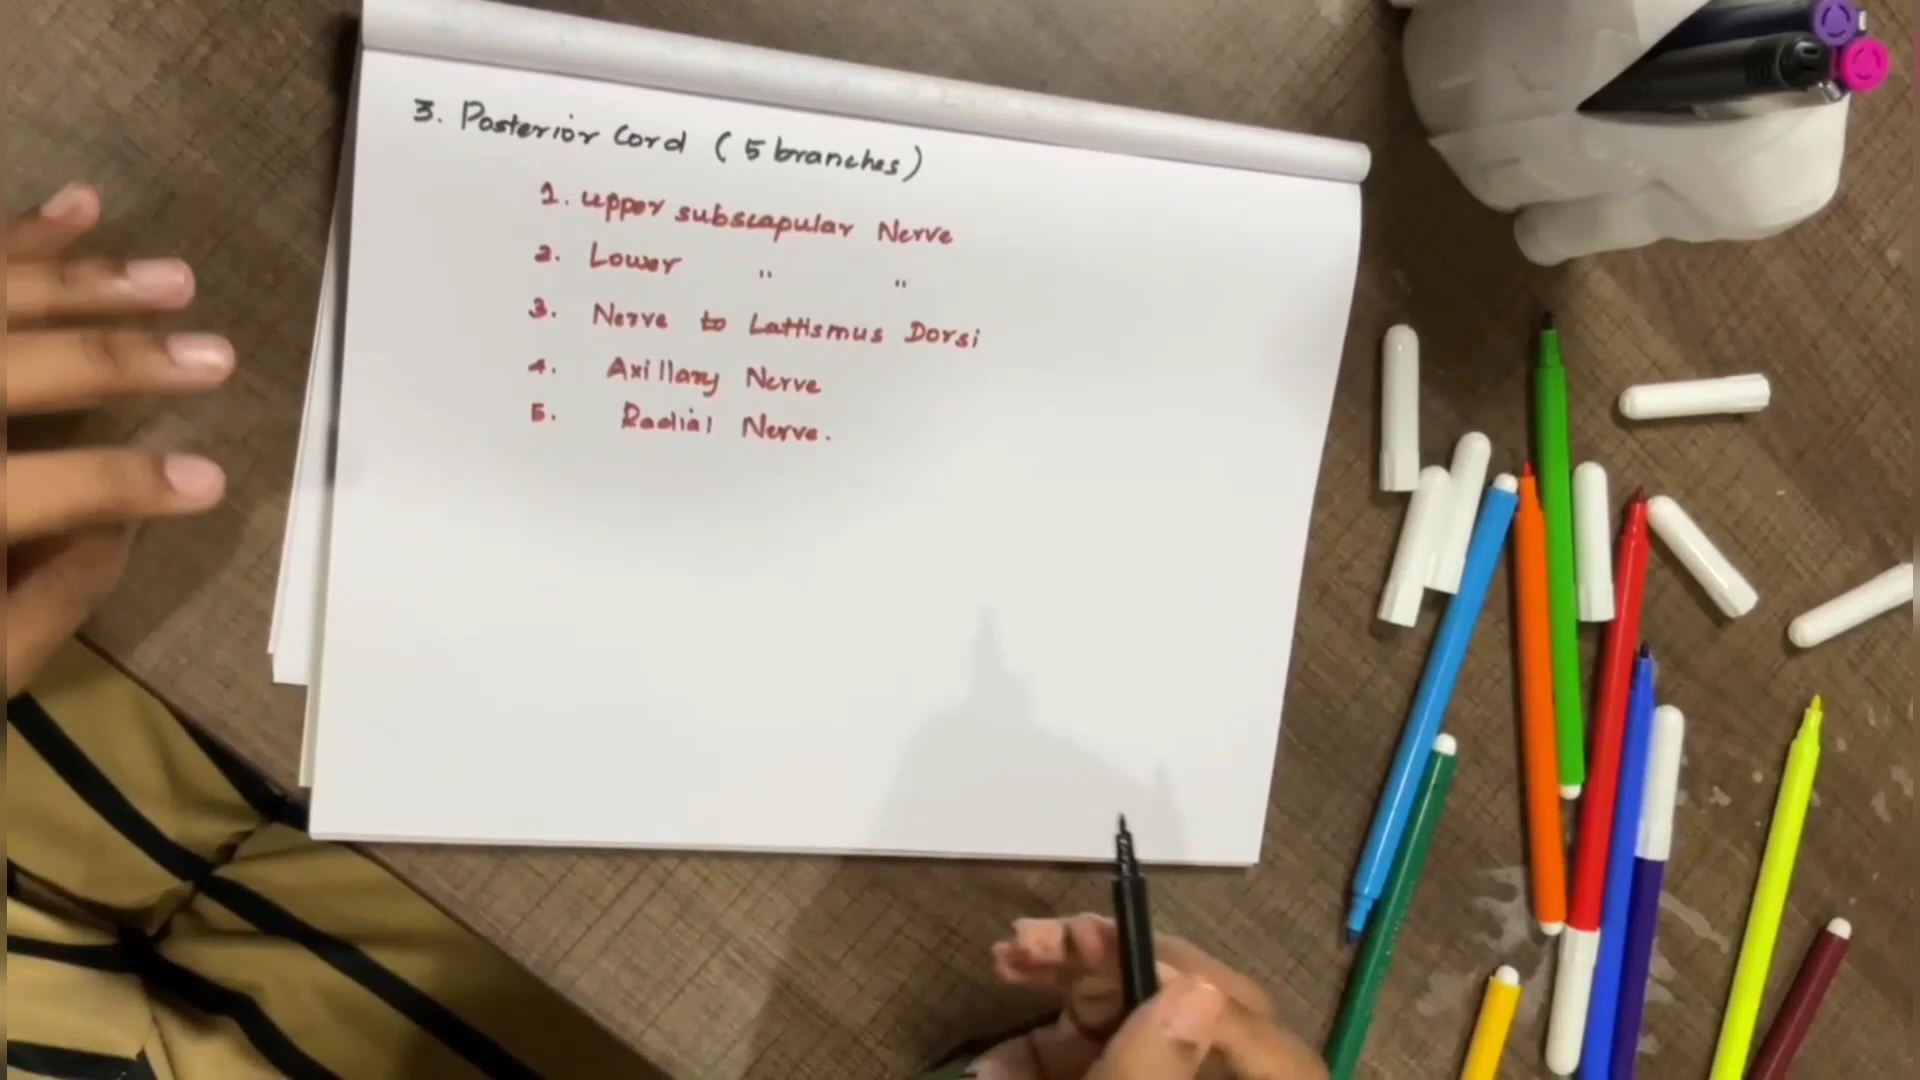 3. Posterior Cord (5 branches)
1. upper subscapular Nerve
2. Lower " "
3. Nerve to Lattismus Dorsi
4. Axillary Nerve
5. Radial Nerve.